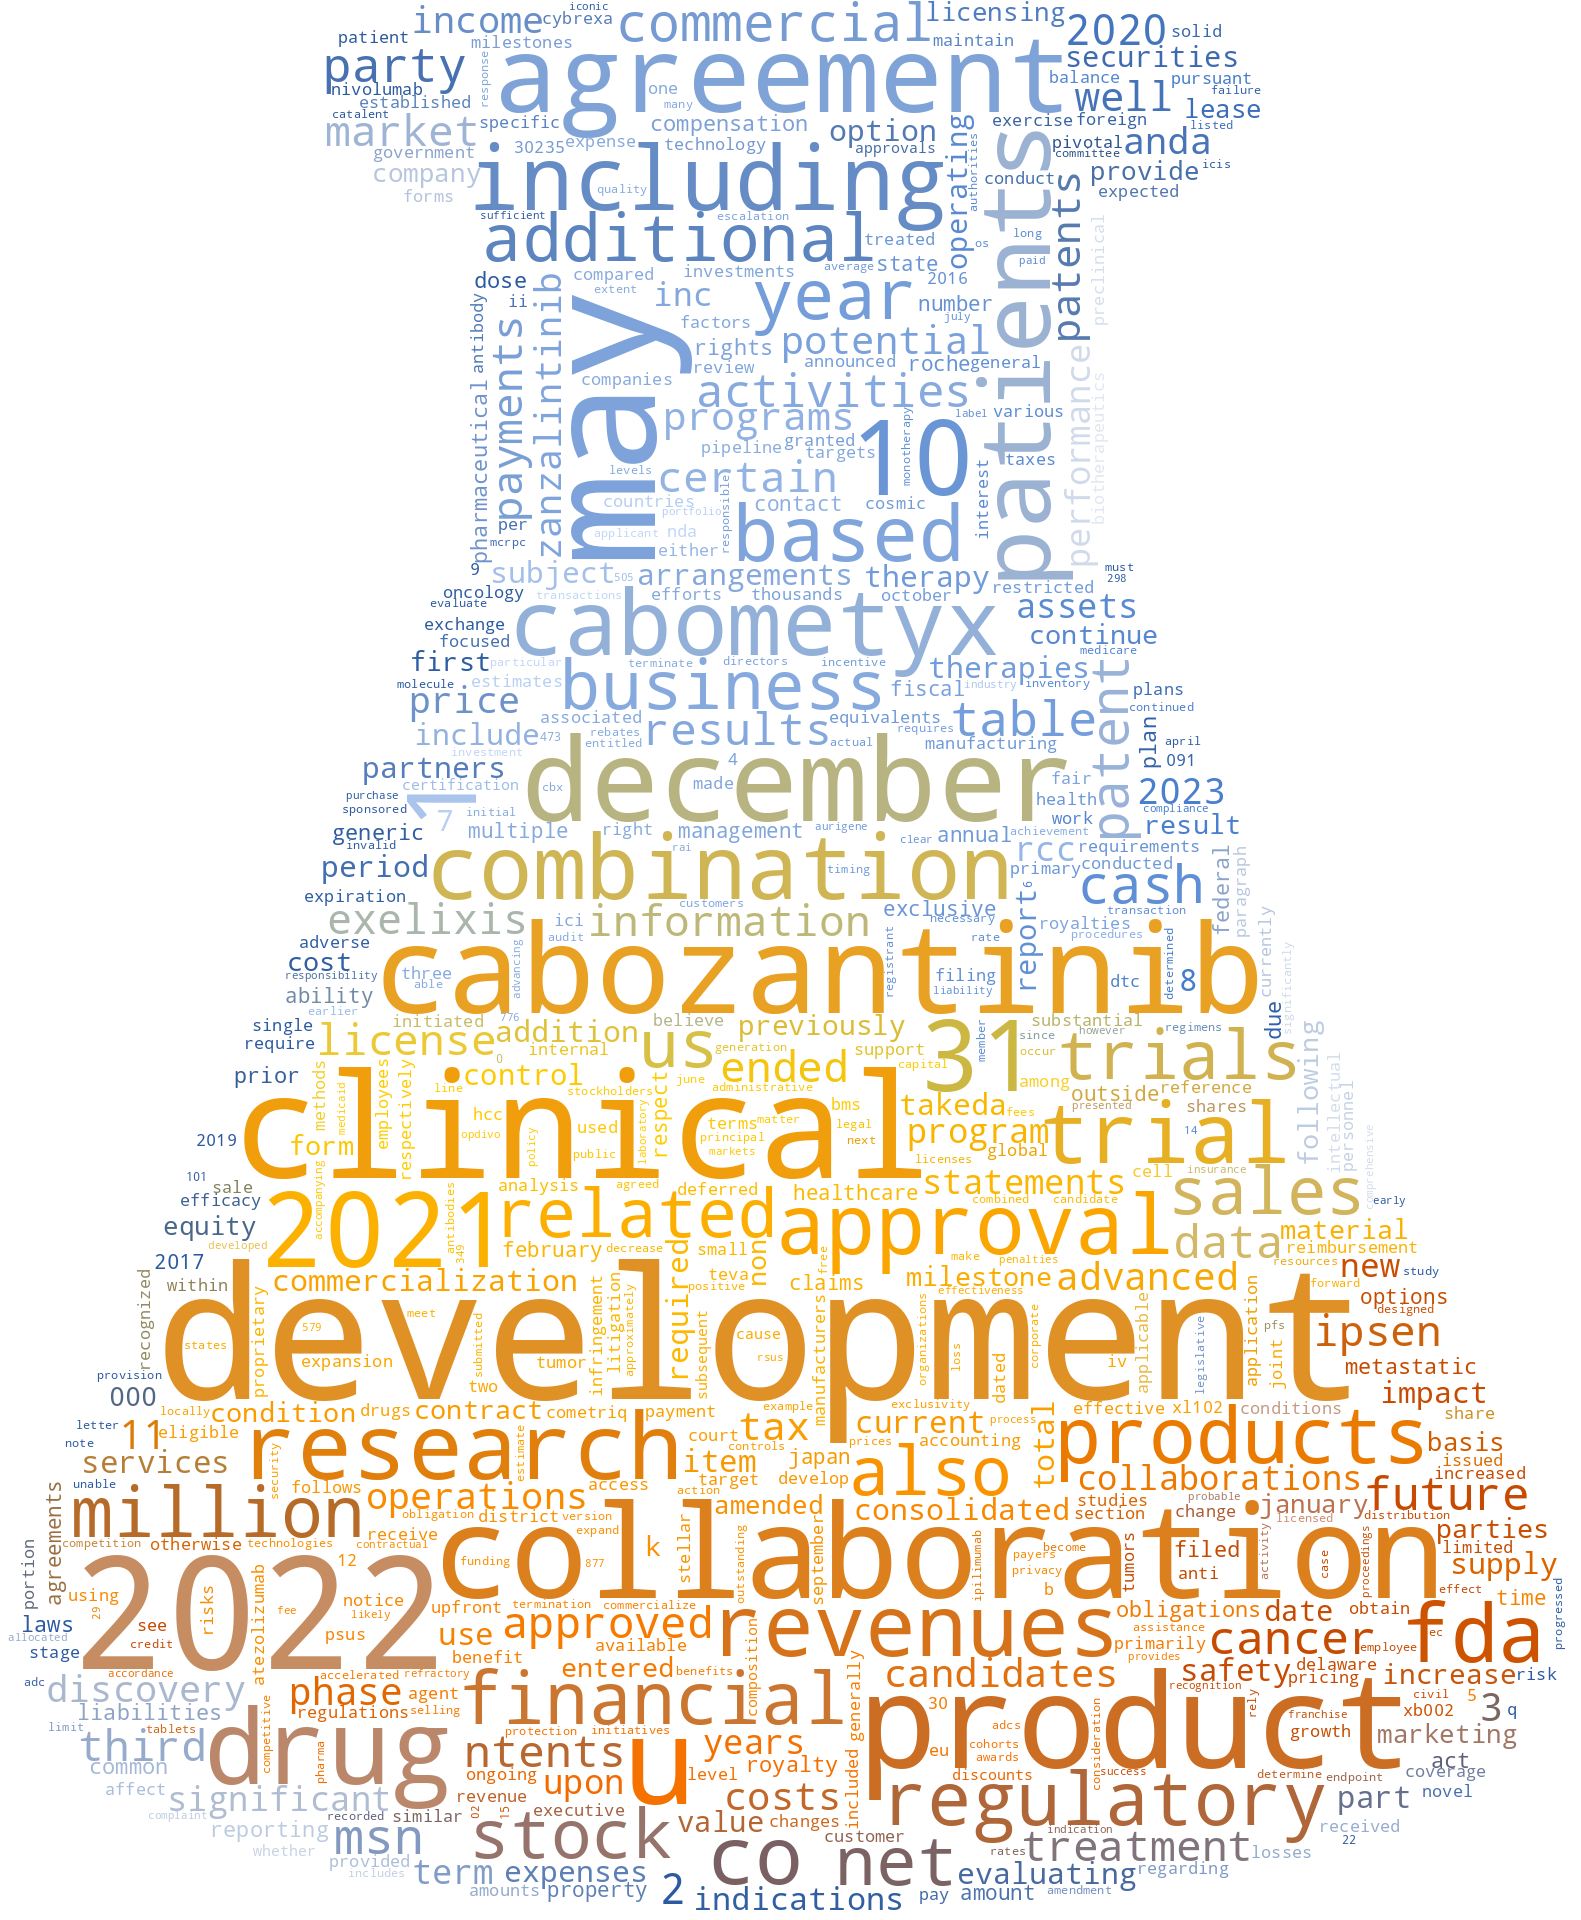 iconic
income cybrexa commercial licensing 2020 solid
patient milestones maintain securities
party response agreement balance pursuant
nivolumab one well failure
established many lease
catalent market specific compensation option exercise foreign listed
30235 expense technology approvals pivotal anda
government committee
company including operating authorities patients conduct provide icis
forms quality patents expected
sufficient escalation
additional treated os long preclinical
compared investments average state paid
dose extent inc year 2016
ii zanzalintinib may number
antibody payments factors july
rights potential performance
review announced roche general
companies activities biotherapeutics
pharmaceutical programs label various
pipeline granted 10 monotherapy
levels certain targets interest taxes
countries portfolio responsible contact cosmic
per applicant nda based
mcrpc either
9 subject 505 arrangements therapy must
oncology transactions efforts thousands october restricted 298
evaluate cabometyx assets
exchange continue
focused medicare
first particular terminate directors incentive therapies patent
molecule estimates business fiscal industry inventory plans
price associated equivalents table continued
include 473 rebates results requires plan
investment entitled actual manufacturing april
partners december 4 091
certification cbx made fair 2023
purchase 1 health
sponsored initial compliance
generic 7 multiple right management aurigene clear annual achievement work result
invalid rai rcc requirements
period combination timing primary conducted federal paragraph
expiration customers exclusive 6 cash transaction
exelixis ici information necessary report royalties currently
adverse audit registrant rate procedures significantly
cost three advancing cabozantinib filing determined
responsibility able liability dtc 8
ability
earlier 776 due
single initiated addition believe previously 31 member substantial regimens
require license internal us generation support since however trials following
0 ended capital occur
prior methods medicaid employees line control stockholders respect june administrative among outside reference intellectual
clinical takeda fees presented shares personnel
hcc bms
2019 respectively opdivo used laboratory terms matter legal program trial 14
form policy public principal next global
markets licenses comprehensive
101 accompanying analysis agreed deferred healthcare statements cell insurance
sale combined candidate sales early
efficacy 2021 antibodies related approval
equity
developed 349 february decrease small non free make penalties data material
2017 reimbursement
within commercialization required teva claims milestone advanced resources new study
recognized positive effectiveness forward options
proprietary development infringement litigation approximately manufacturers organizations corporate designed
meet ipsen
states 579 submitted subsequent cause loss legislative application joint pfs
expansion tumor rsus iv applicable metastatic
provision two dated impact
000 locally condition drugs contract cometriq payment example exclusivity effective xl102 conditions share
letter 11 eligible court tax current process products
note research estimate controls prices accounting total basis
services security item japan issued
unable follows access target develop also collaborations increased
million operations action studies probable future
agreements obligation district version amended consolidated section change january distribution
competition otherwise technologies receive expand k licensed parties
portion 12 contractual collaboration payers become filed activity case proceedings limited
2022 funding 877 stellar outstanding september ipilimumab privacy tumors anti supply
using atezolizumab notice fee b effect time
laws 29 risks likely upfront termination commercialize obligations date obtain progressed
see psus use approved revenues assistance cancer fda
allocated credit benefit available primarily employee sec
stage accordance accelerated refractory entered benefits composition generally candidates provides safety delaware
adc discovery phase agent financial recognition pricing increase risk
liabilities regulations selling product rely civil 5
limit tablets competitive protection initiatives 30 consideration franchise xb002 3 q
third drug ntents u years eu adcs cohorts growth marketing
common pharma ongoing level royalty awards act
affect upon included discounts success determine endpoint coverage
significant revenue costs regulatory part novel
complaint recorded similar 02 15 executive value changes received
reporting msn stock customer indication 22
whether co net rates treatment losses
provided
includes term expenses evaluating regarding
amounts property 2 indications pay amount amendment